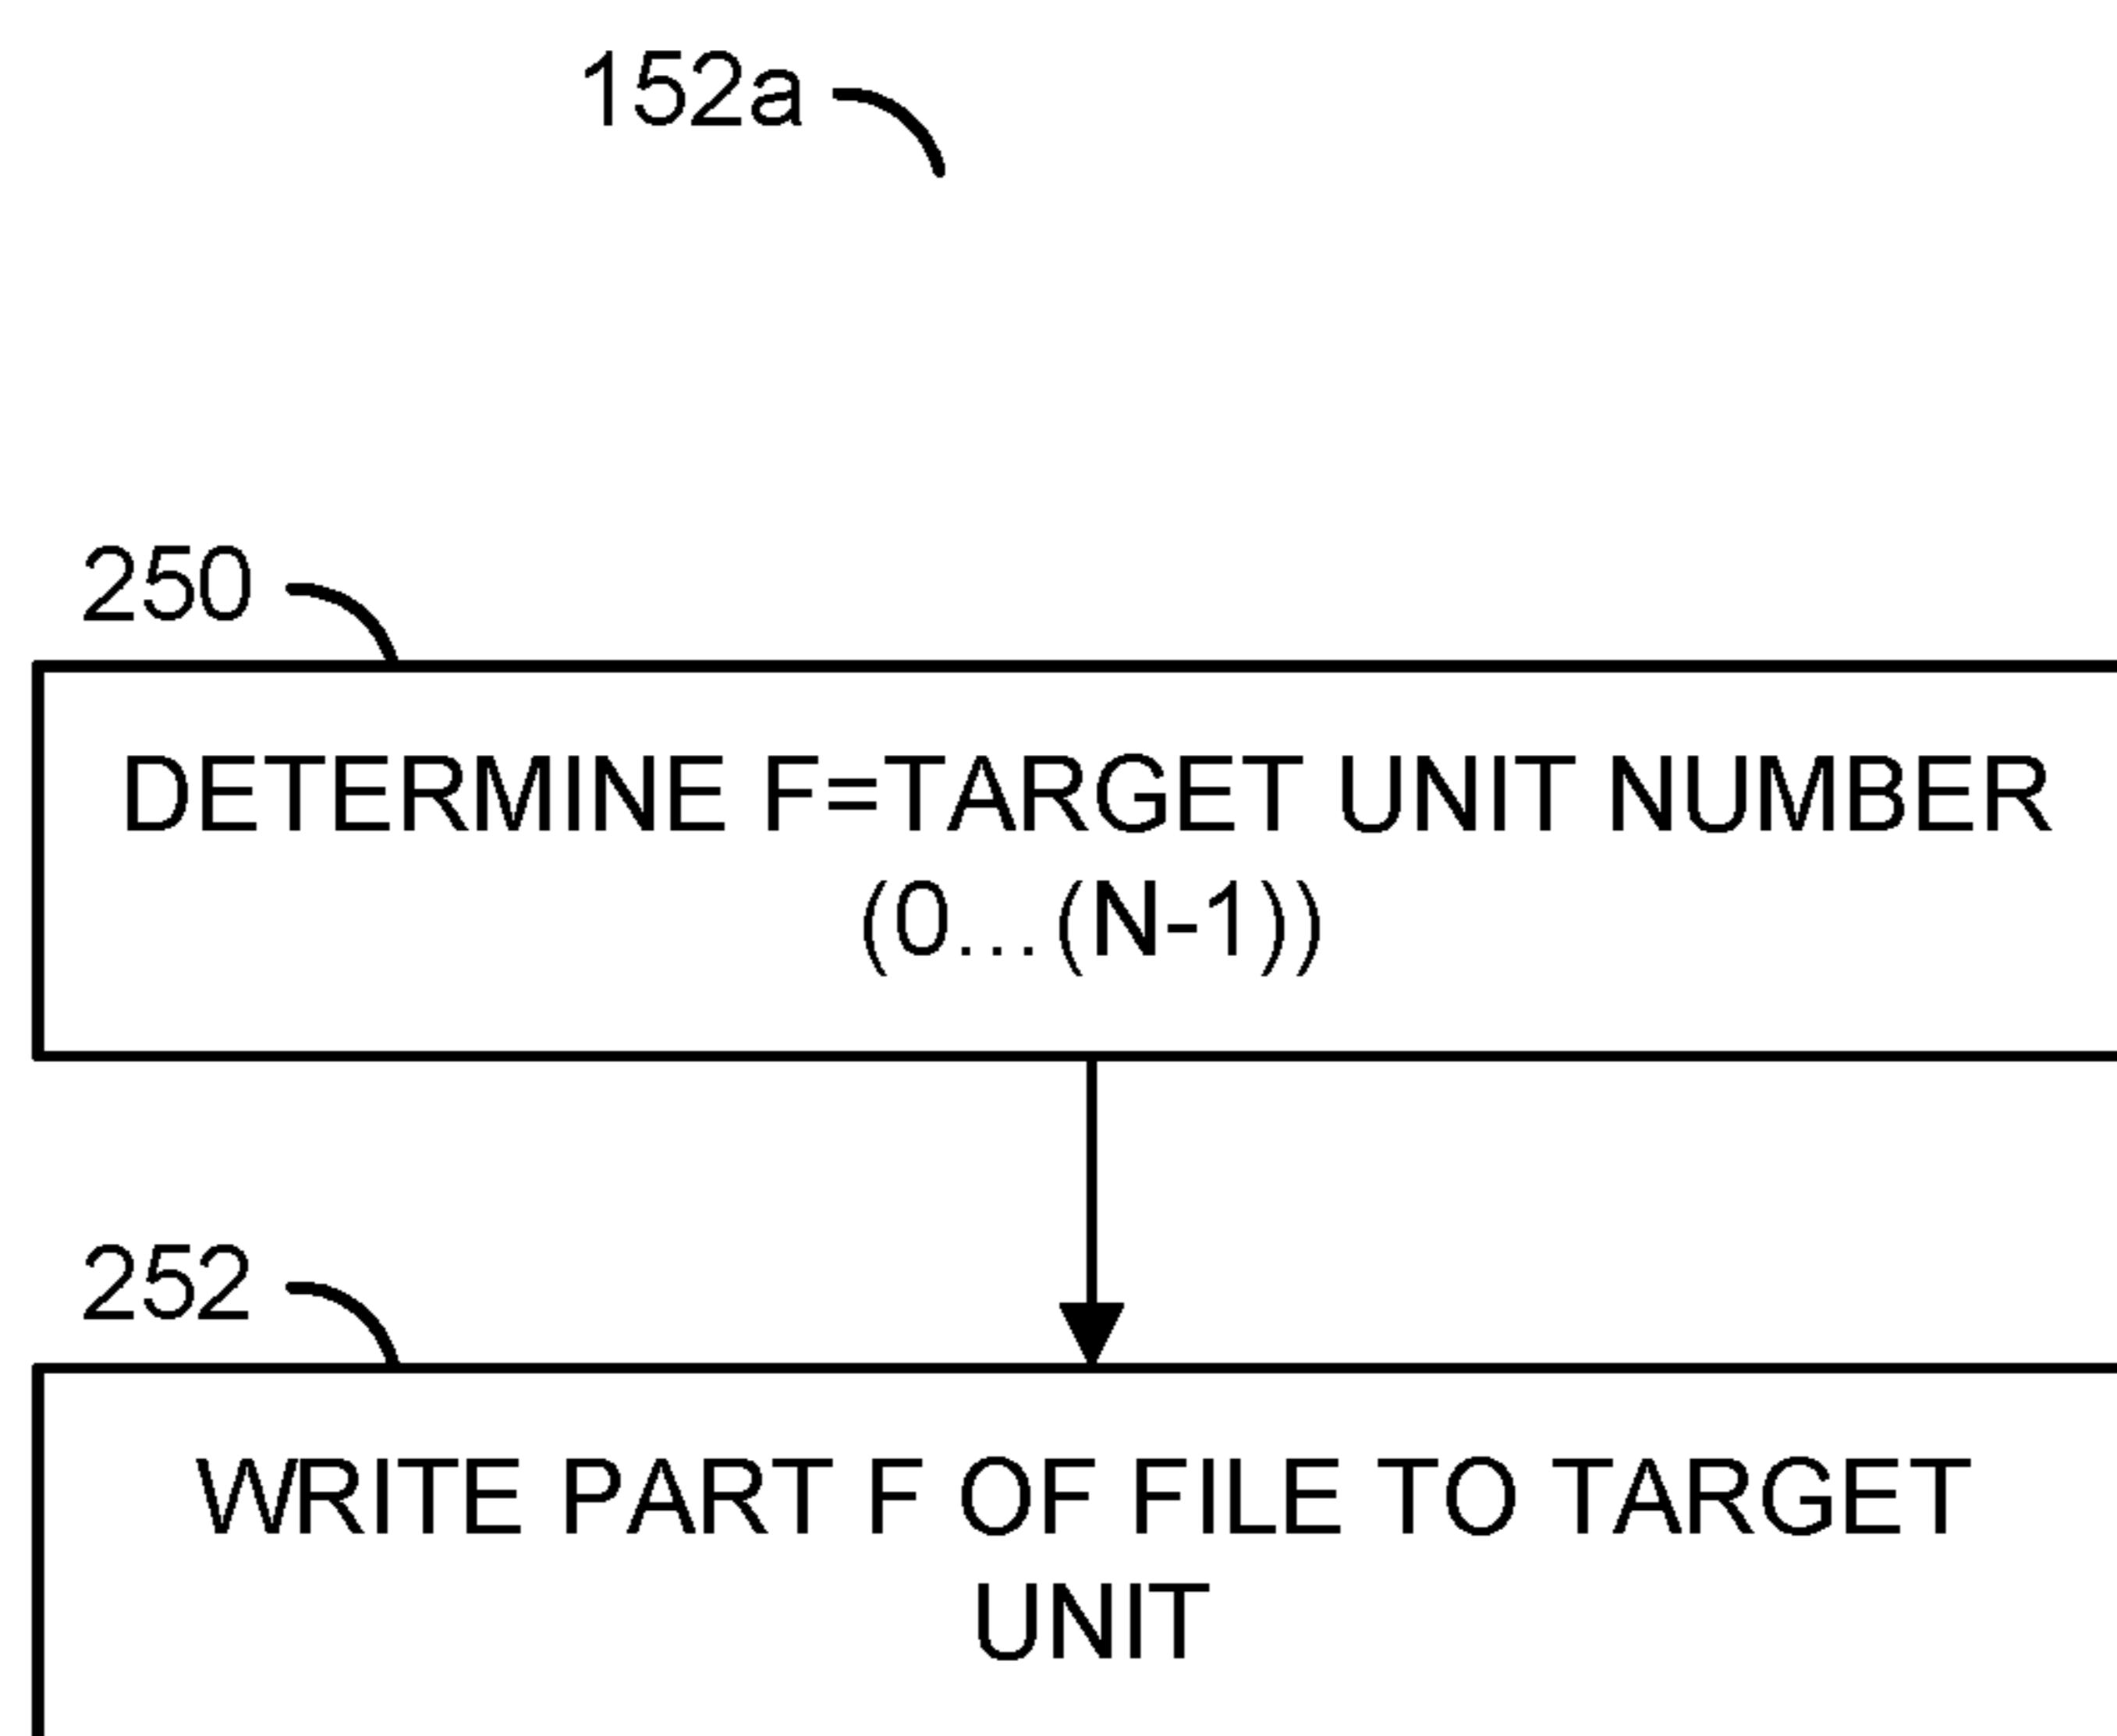 152a
250
DETERMINE F=TARGET UNIT NUMBER
(0...(N-1))
252
WRITE PART F OF FILE TO TARGET
UNIT